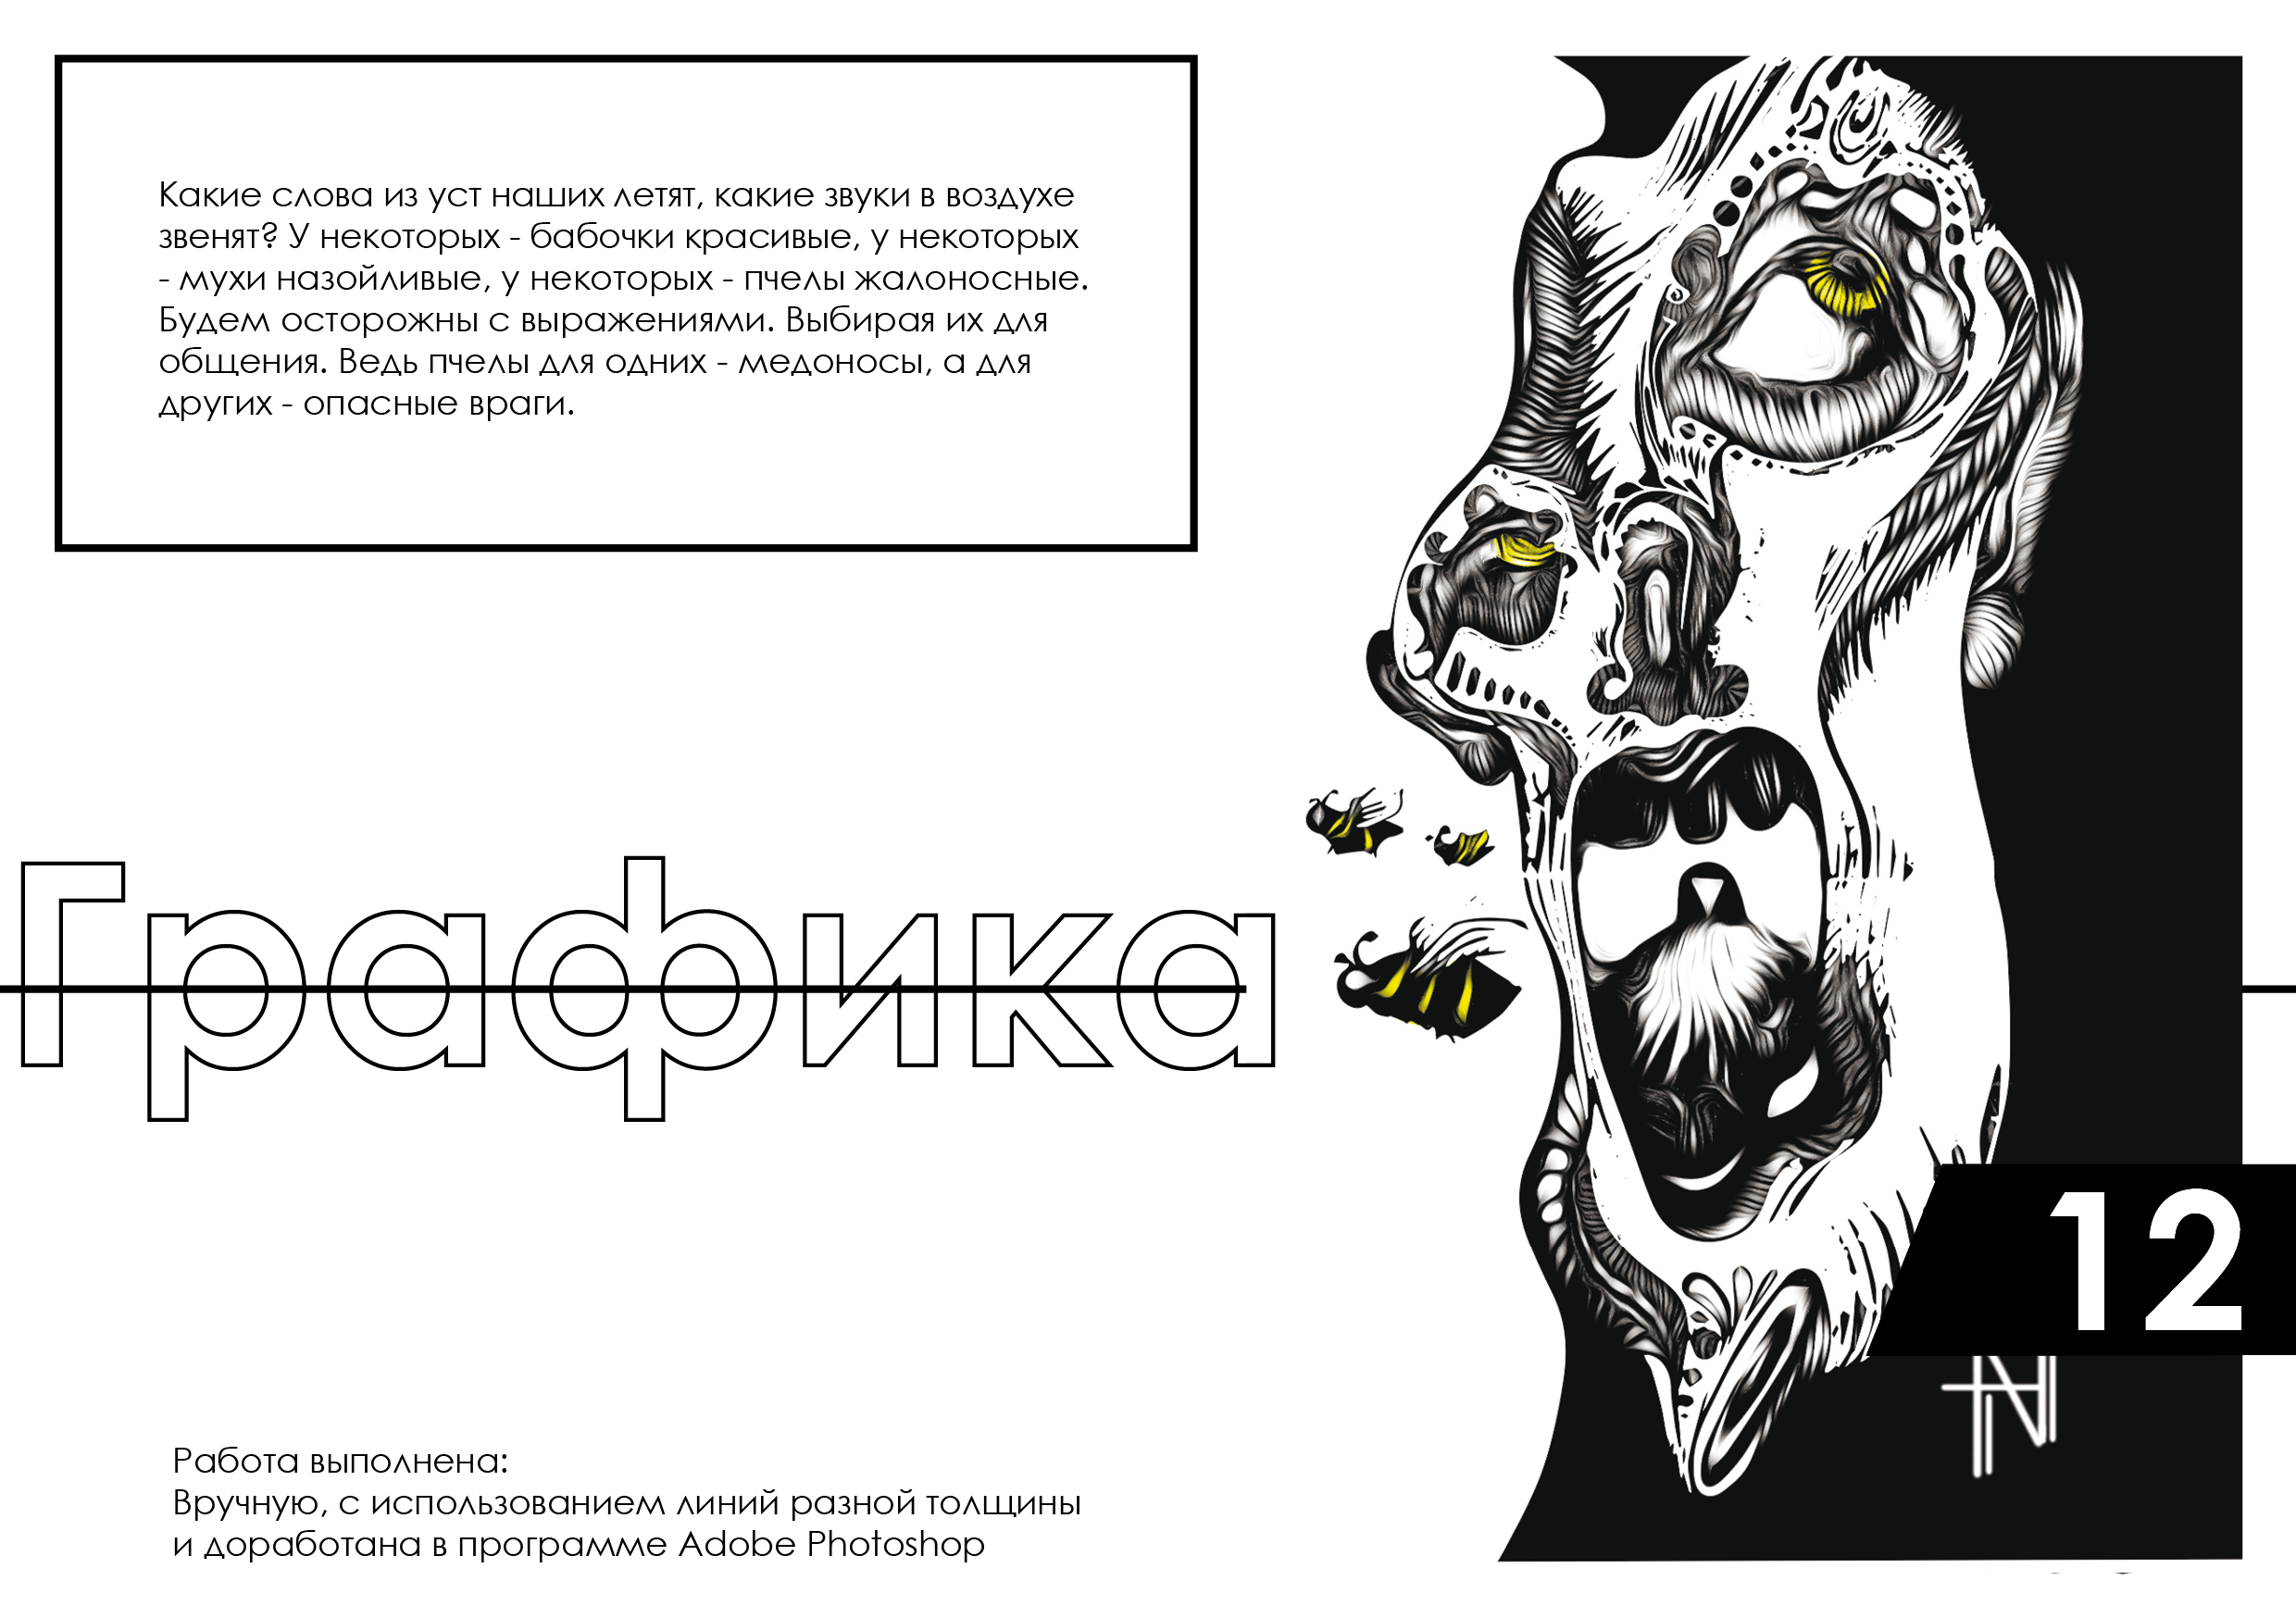 Какие слова из уст наших летят, какие звуки в воздухе
звенят? У некоторых - бабочки красивые, у некоторых
- мухи назойливые, у некоторых - пчелы жалоносные.
Будем осторожны с выражениями. Выбирая их для
общения. Ведь пчелы для одних - медоносы, а для
других - опасные враги.
Графика
12
Работа выполнена:
Вручную, с использованием линий разной толщины
и доработана в программе Adobe Photoshop